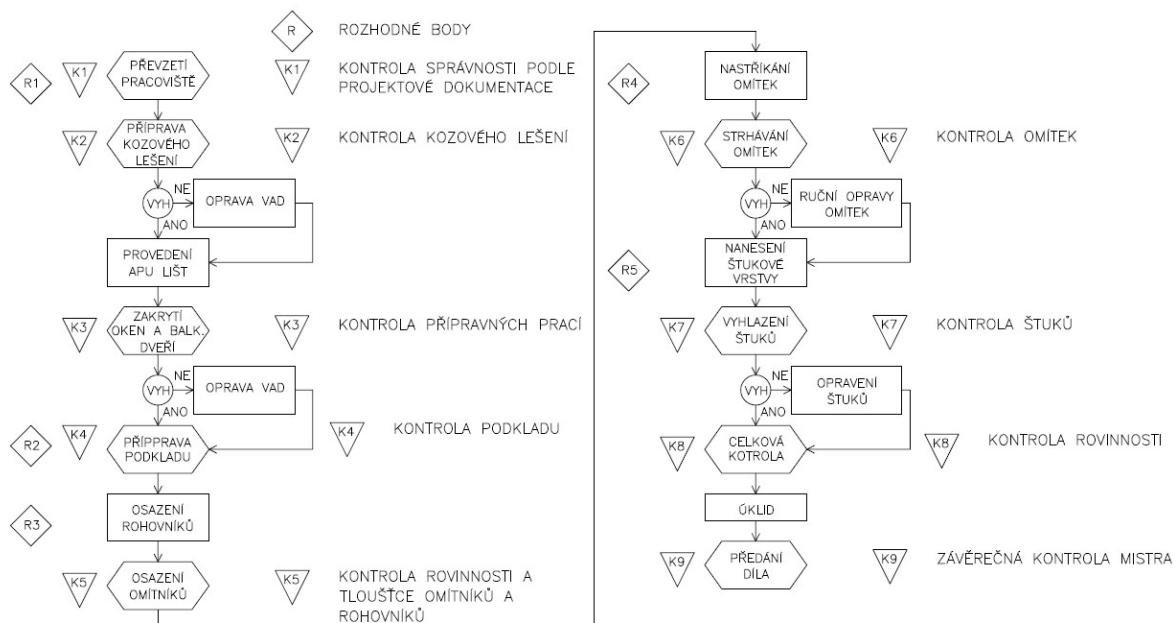 R
ROZHODNÉ BODY
R1
K1
PŘEVZETÍ
PRACOVIŠTĚ
K1
KONTROLA SPRÁVNOSTI PODLE
PROJEKTOVÉ DOKUMENTACE
K2
PŘÍPRAVA
KOZOVÉHO
LEŠENÍ
K2
KONTROLA KOZOVÉHO LEŠENÍ
VYH
NE
OPRAVA VAD
ANO
PROVEDENÍ
APU LIŠT
K3
ZAKRYTÍ
OKEN A BALK.
DVEŘÍ
K3
KONTROLA PŘÍPRAVNÝCH PRACÍ
VYH
NE
OPRAVA VAD
ANO
R2
K4
PŘÍPPRAVA
PODKLADU
K4
KONTROLA PODKLADU
R3
OSAZENÍ
ROHOVNÍKŮ
K5
OSAZENÍ
OMÍTNÍKŮ
K5
KONTROLA ROVINNOSTI A
TLOUŠŤCE OMÍTNÍKŮ A
ROHOVNÍKŮ
R4
NASTŘÍKÁNÍ
OMÍTEK
K6
STRHÁVÁNÍ
OMÍTEK
K6
KONTROLA OMÍTEK
VYH
NE
RUČNÍ OPRAVY
OMÍTEK
ANO
R5
NANESENÍ
ŠTUKOVÉ
VRSTVY
K7
VYHLAZENÍ
ŠTUKŮ
K7
KONTROLA ŠTUKŮ
VYH
NE
OPRAVENÍ
ŠTUKŮ
ANO
K8
CELKOVÁ
KOTROLA
K8
KONTROLA ROVINNOSTI
ÚKLID
K9
PŘEDÁNÍ
DÍLA
K9
ZÁVĚREČNÁ KONTROLA MISTRA